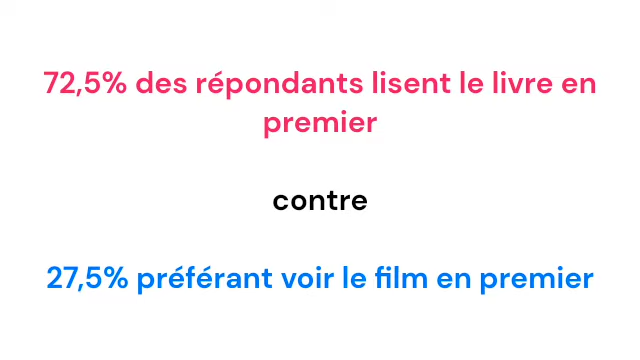 72,5% des répondants lisent le livre en
premier
contre
27,5% préférant voir le film en premier